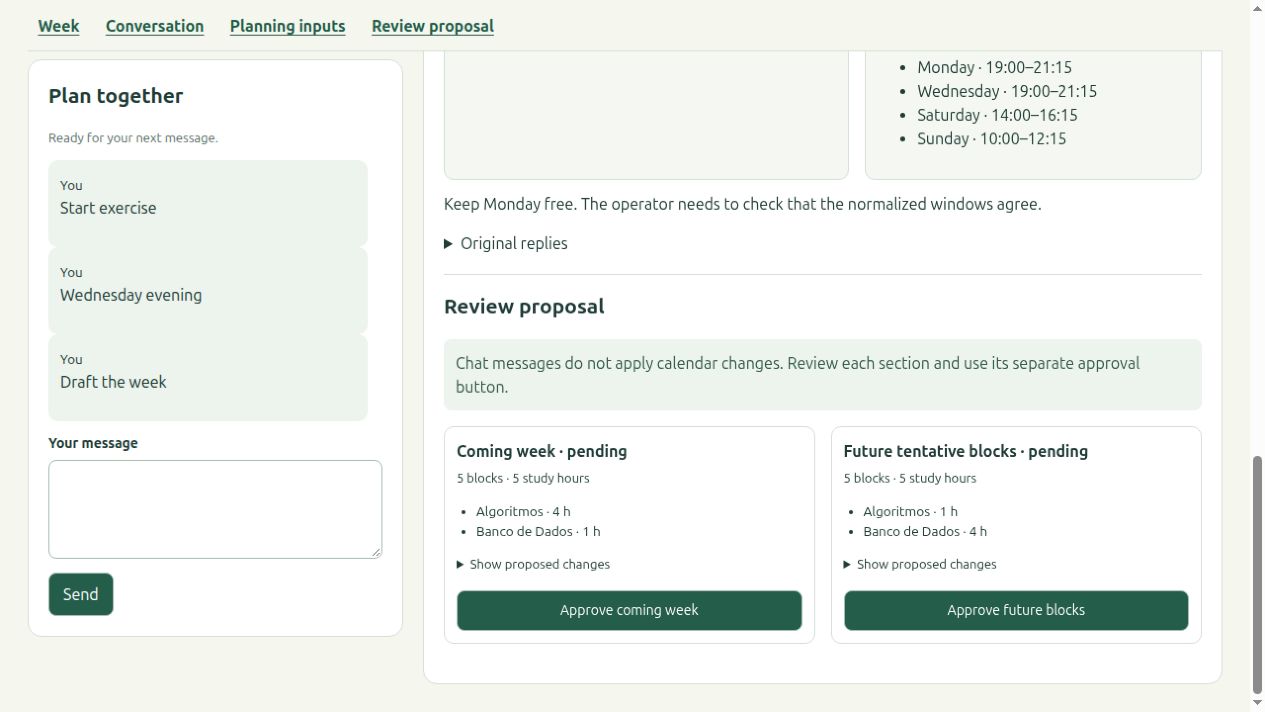 Week Conversation Planning inputs Review proposal
Plan together
Ready for your next message.
You
Start exercise
You
Wednesday evening
You
Draft the week
Your message
Send
• Monday · 19:00–21:15
• Wednesday · 19:00–21:15
• Saturday · 14:00–16:15
• Sunday · 10:00–12:15
Keep Monday free. The operator needs to check that the normalized windows agree.
Original replies
Review proposal
Chat messages do not apply calendar changes. Review each section and use its separate approval
button.
Coming week · pending
5 blocks · 5 study hours
• Algoritmos · 4 h
• Banco de Dados · 1 h
Show proposed changes
Approve coming week
Future tentative blocks · pending
5 blocks · 5 study hours
• Algoritmos · 1 h
• Banco de Dados · 4 h
Show proposed changes
Approve future blocks